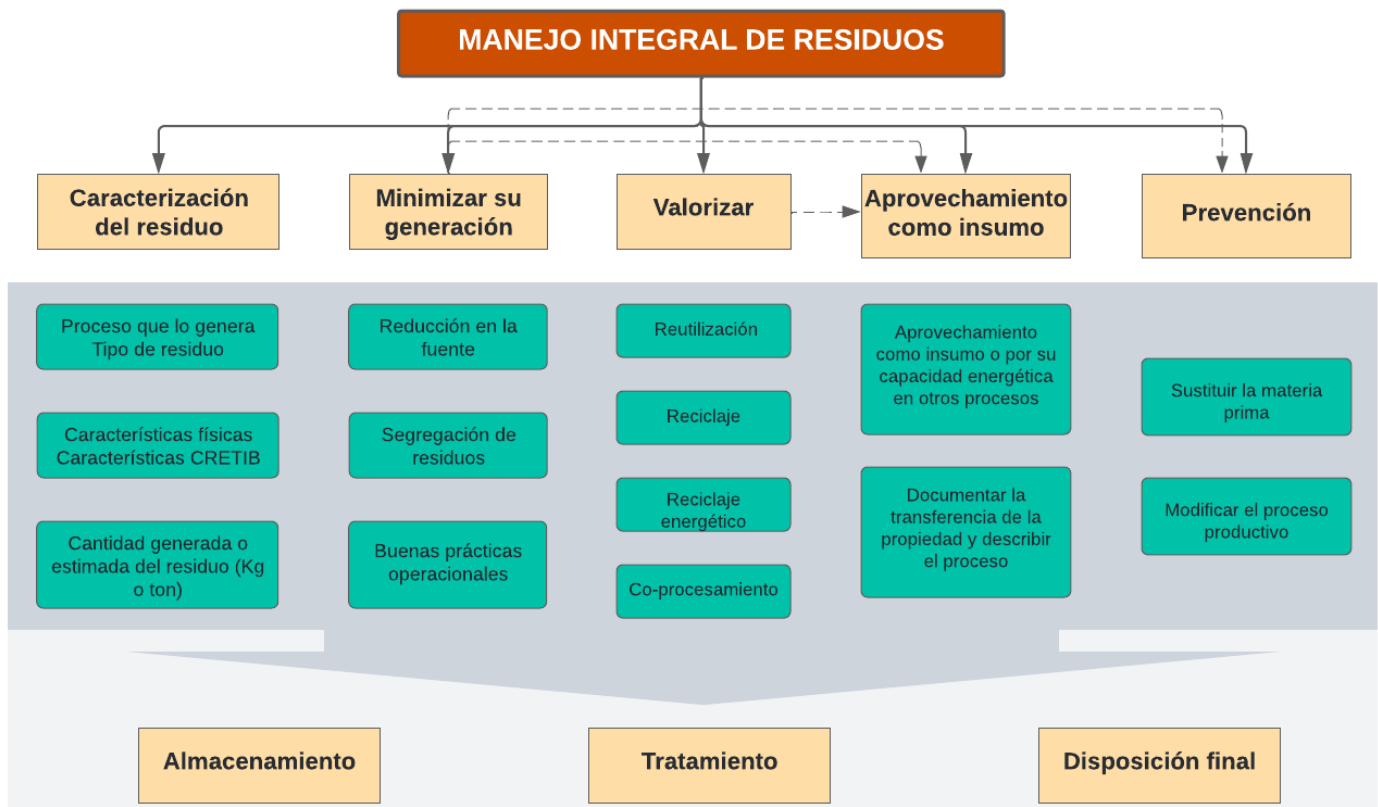 MANEJO INTEGRAL DE RESIDUOS
Caracterización
del residuo
Minimizar su
generación
Valorizar
Aprovechamiento
como insumo
Prevención
Proceso que lo genera
Tipo de residuo
Características físicas
Características CRETIB
Cantidad generada o
estimada del residuo (Kg
o ton)
Reducción en la
fuente
Segregación de
residuos
Buenas prácticas
operacionales
Reutilización
Reciclaje
Reciclaje
energético
Co-procesamiento
Aprovechamiento
como insumo o por su
capacidad energética
en otros procesos
Documentar la
transferencia de la
propiedad y describir
el proceso
Sustituir la materia
prima
Modificar el proceso
productivo
Almacenamiento
Tratamiento
Disposición final